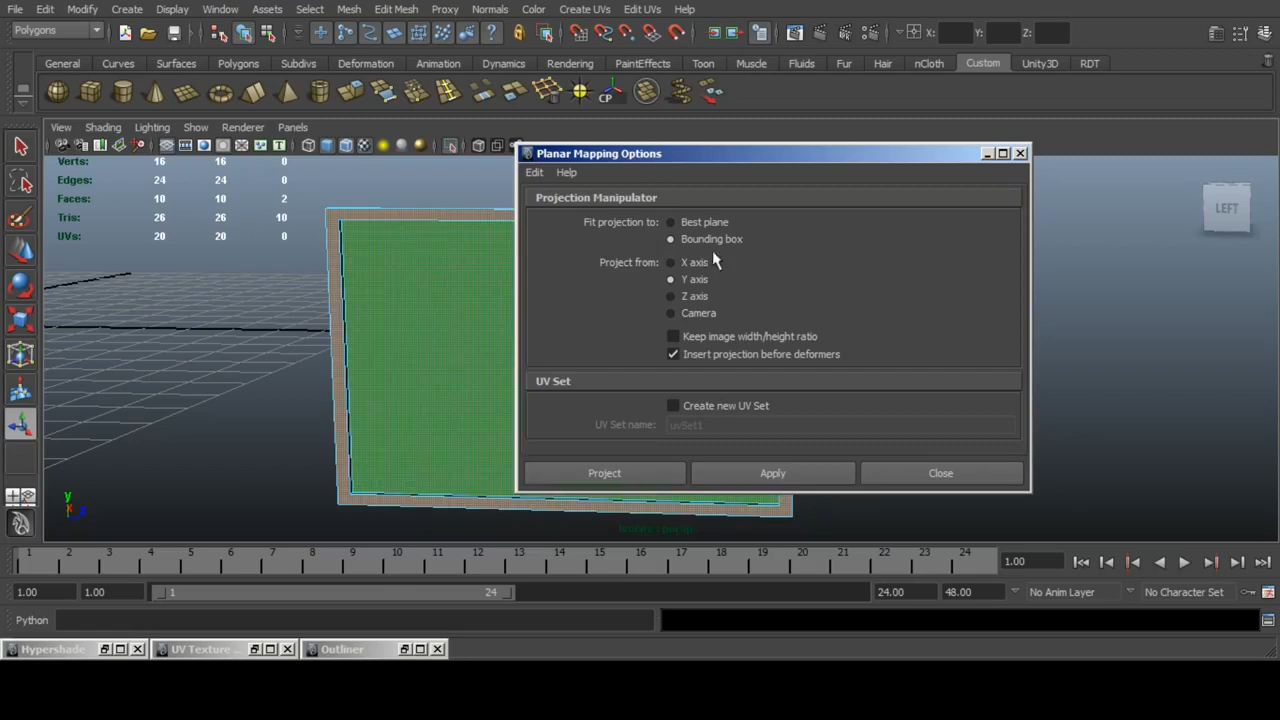 File Edit Modify Create Display Window Assets Select Mesh Edit Mesh Proxy Normals Color Create UVs Edit UVs Help
Polygons X: Y: Z:
General Curves Surfaces Polygons Subdivs Deformation Animation Dynamics Rendering PaintEffects Toon Muscle Fluids Fur Hair nCloth Custom Unity3D RDT
CP
View Shading Lighting Show Renderer Panels
Verts: 16 16 0
Edges: 24 24 0
Faces: 10 10 2
Tris: 26 26 10
UVs: 20 20 0
LEFT
Planar Mapping Options
Edit Help
Projection Manipulator
Fit projection to: Best plane
Bounding box
Project from: X axis
Y axis
Z axis
Camera
Keep image width/height ratio
Insert projection before deformers
UV Set
Create new UV Set
UV Set name: uvSet1
Project Apply Close
y
x z
1 2 3 4 5 6 7 8 9 10 11 12 13 14 15 16 17 18 19 20 21 22 23 24 1.00
1.00 1.00 1 24 24.00 48.00 No Anim Layer No Character Set
Python
Hypershade UV Texture ... Outliner